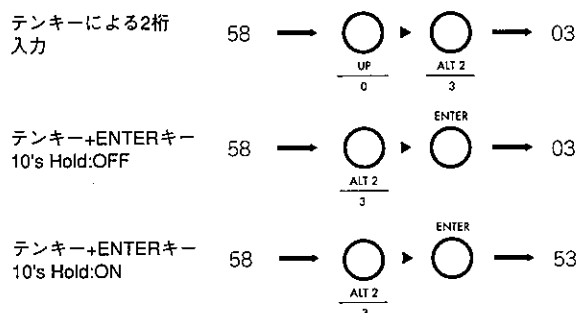 テンキーによる2桁
入力
58 03
UP ALT 2
0 3
テンキー+ENTERキー
10's Hold:OFF
58 ENTER 03
ALT 2
3
テンキー+ENTERキー
10's Hold:ON
58 ENTER 53
ALT 2
3